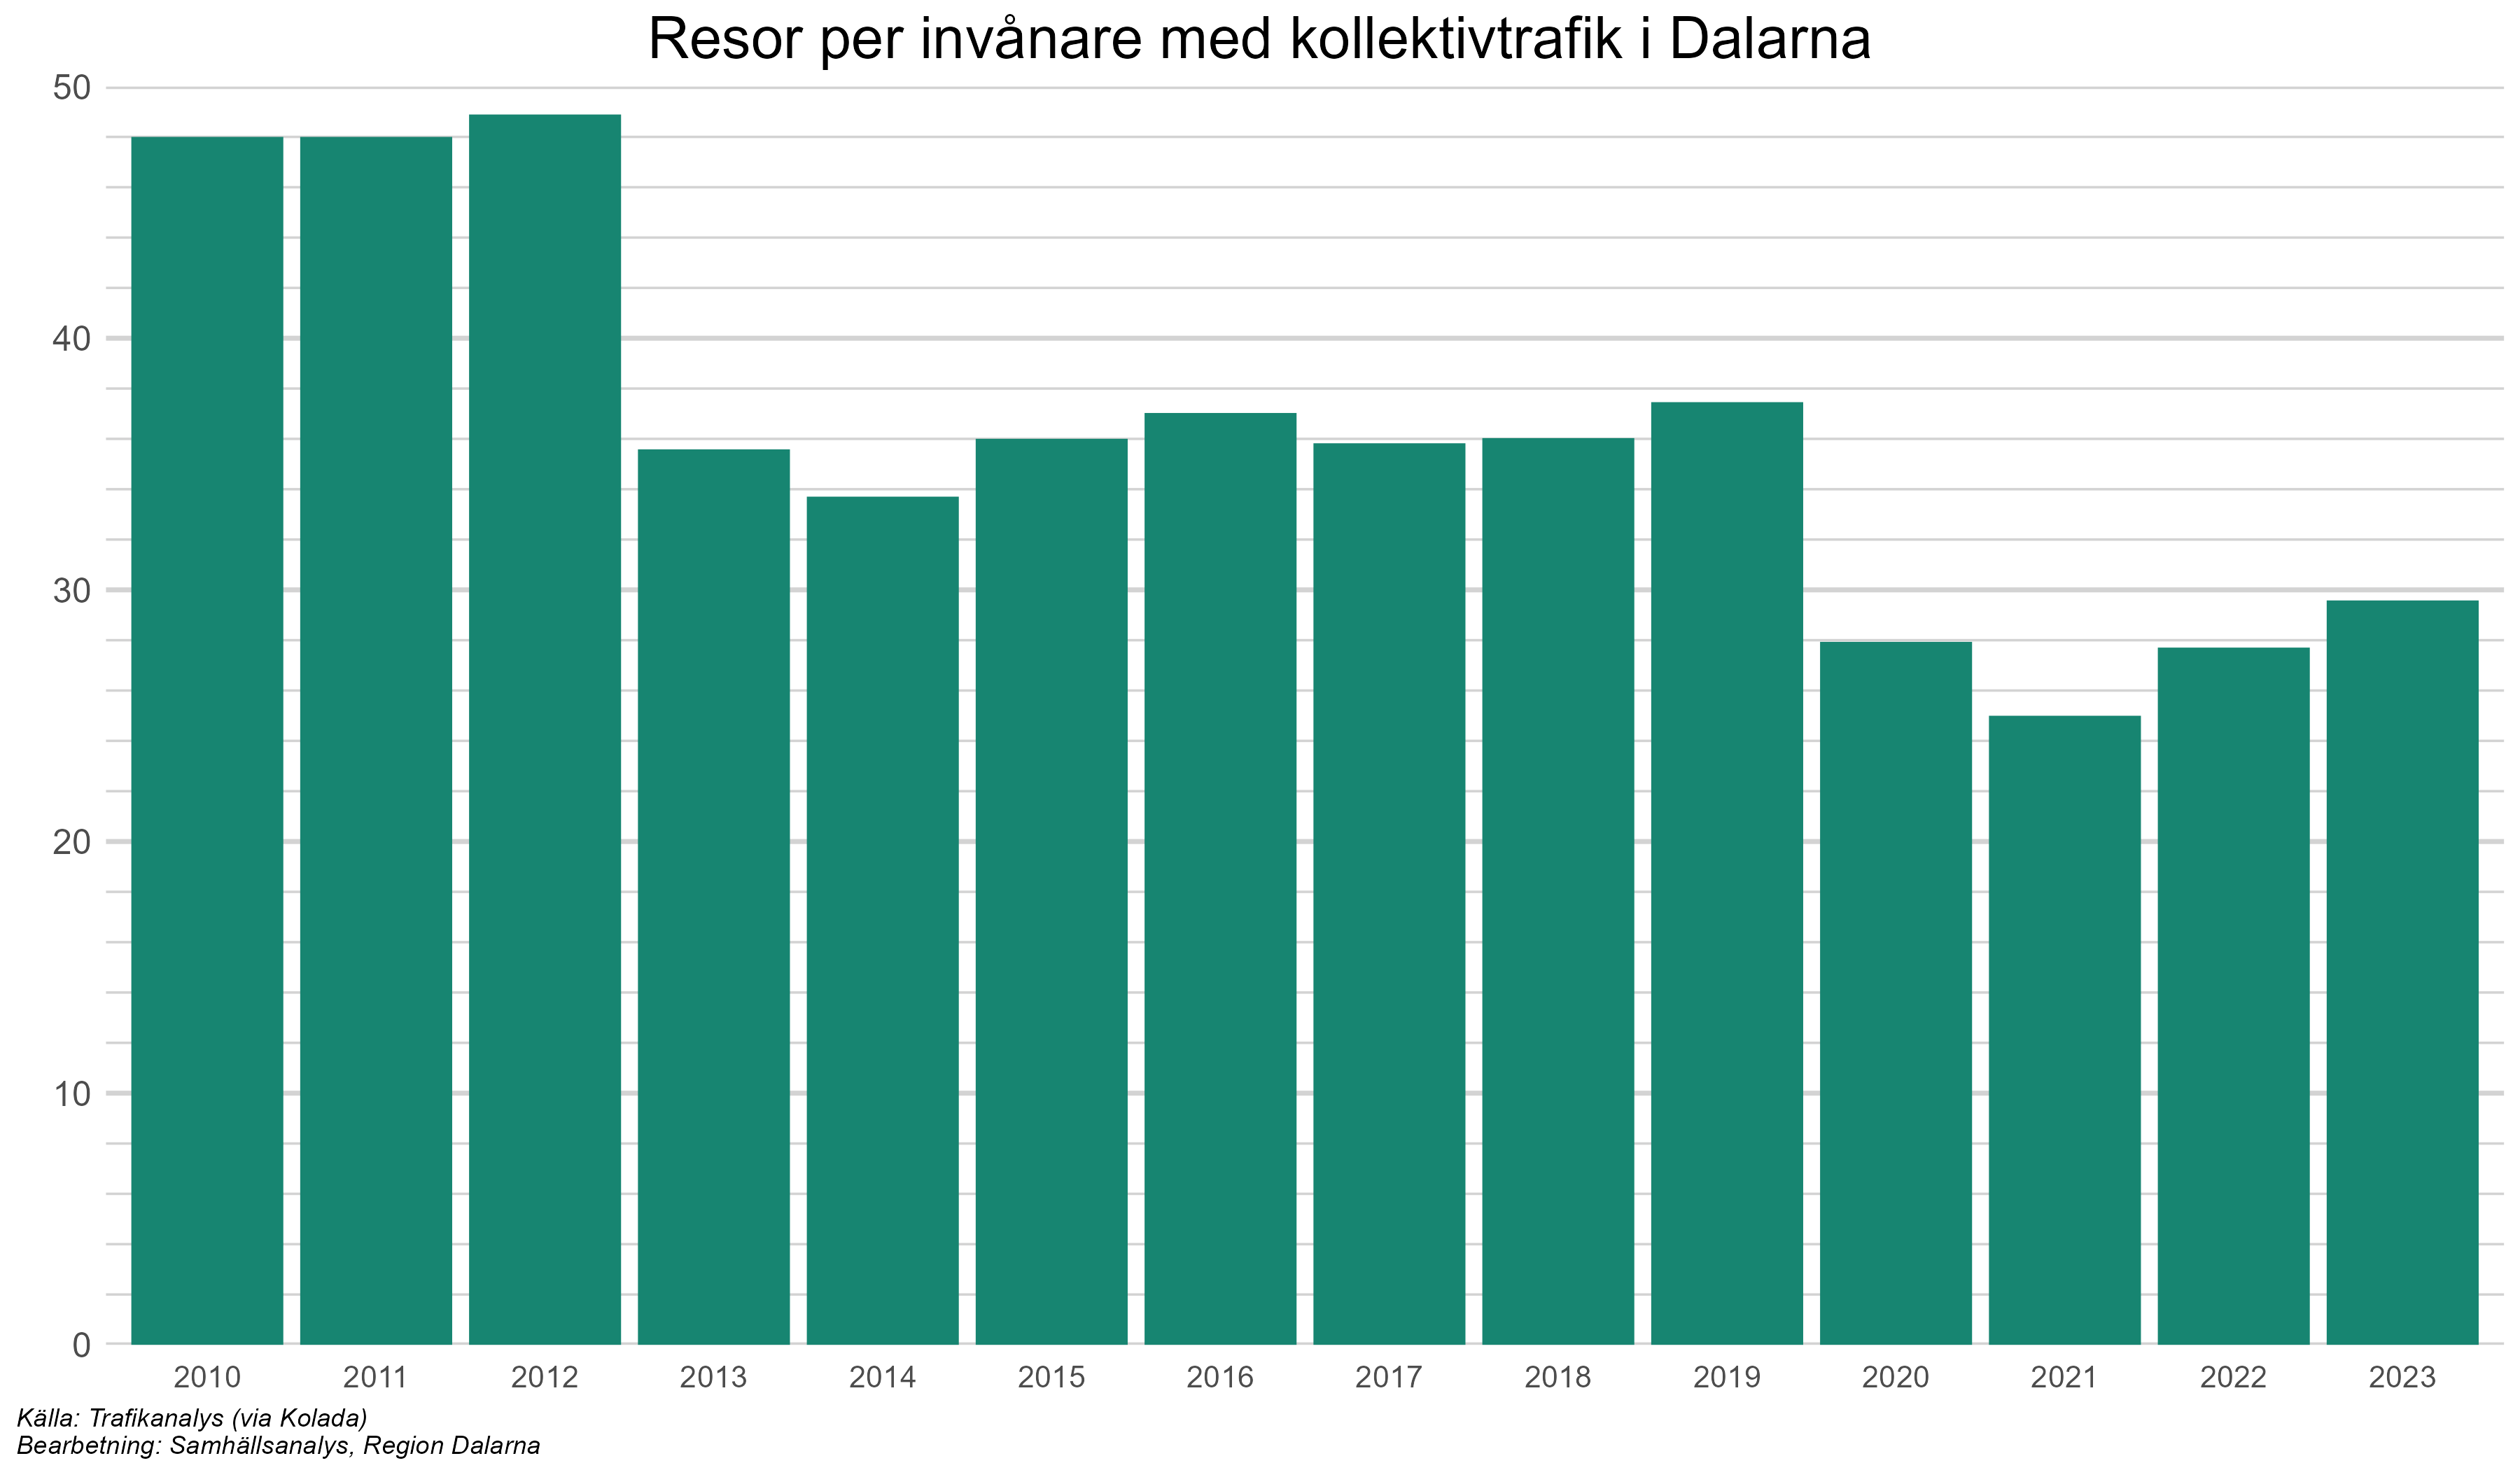 Resor per invånare med kollektivtrafik i Dalarna
50
40
30
20
10
0
2010 2011 2012 2013 2014 2015 2016 2017 2018 2019 2020 2021 2022 2023
Källa: Trafikanalys (via Kolada)
Bearbetning: Samhällsanalys, Region Dalarna